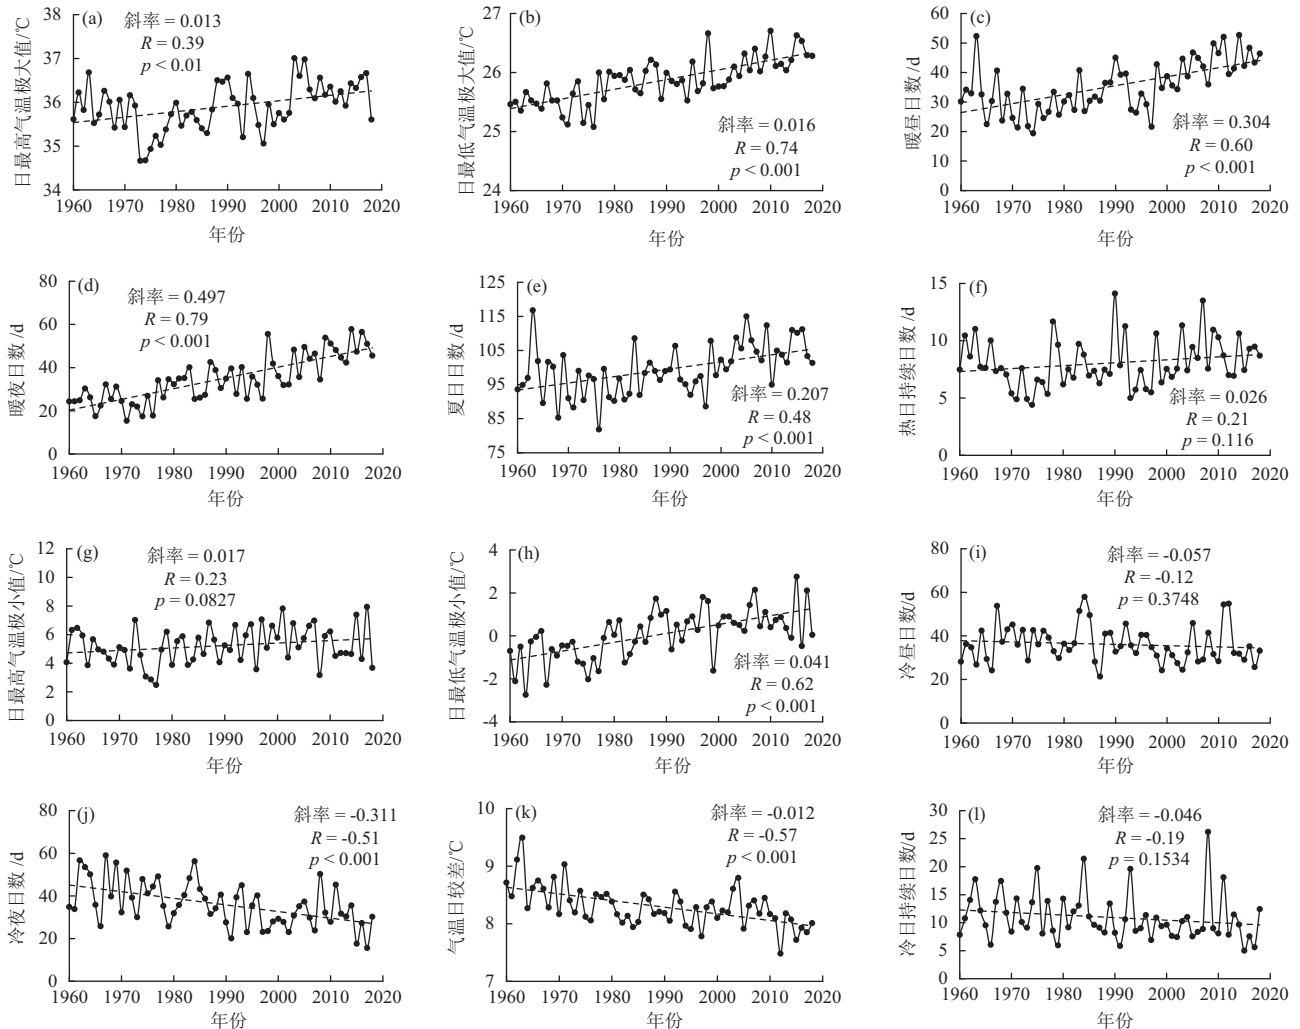 (a)
斜率 = 0.013
R = 0.39
p < 0.01
日最高气温极大值/℃
38
37
36
35
34
1960 1970 1980 1990 2000 2010 2020
年份
(b)
日最低气温极大值/℃
27
26
25
24
斜率 = 0.016
R = 0.74
p < 0.001
1960 1970 1980 1990 2000 2010 2020
年份
(c)
暖昼日数/d
60
50
40
30
20
10
0
斜率 = 0.304
R = 0.60
p < 0.001
1960 1970 1980 1990 2000 2010 2020
年份
(d)
斜率 = 0.497
R = 0.79
p < 0.001
暖夜日数/d
80
60
40
20
0
1960 1970 1980 1990 2000 2010 2020
年份
(e)
夏日日数/d
125
115
105
95
85
75
斜率 = 0.207
R = 0.48
p < 0.001
1960 1970 1980 1990 2000 2010 2020
年份
(f)
热日持续日数/d
15
10
5
0
斜率 = 0.026
R = 0.21
p = 0.116
1960 1970 1980 1990 2000 2010 2020
年份
(g)
斜率 = 0.017
R = 0.23
p = 0.0827
日最高气温极小值/℃
12
10
8
6
4
2
0
1960 1970 1980 1990 2000 2010 2020
年份
(h)
日最低气温极小值/℃
4
2
0
-2
-4
斜率 = 0.041
R = 0.62
p < 0.001
1960 1970 1980 1990 2000 2010 2020
年份
(i)
斜率 = -0.057
R = -0.12
p = 0.3748
冷昼日数/d
80
60
40
20
0
1960 1970 1980 1990 2000 2010 2020
年份
(j)
斜率 = -0.311
R = -0.51
p < 0.001
冷夜日数/d
80
60
40
20
0
1960 1970 1980 1990 2000 2010 2020
年份
(k)
斜率 = -0.012
R = -0.57
p < 0.001
气温日较差/℃
10
9
8
7
1960 1970 1980 1990 2000 2010 2020
年份
(l)
斜率 = -0.046
R = -0.19
p = 0.1534
冷日持续日数/d
30
25
20
15
10
5
0
1960 1970 1980 1990 2000 2010 2020
年份